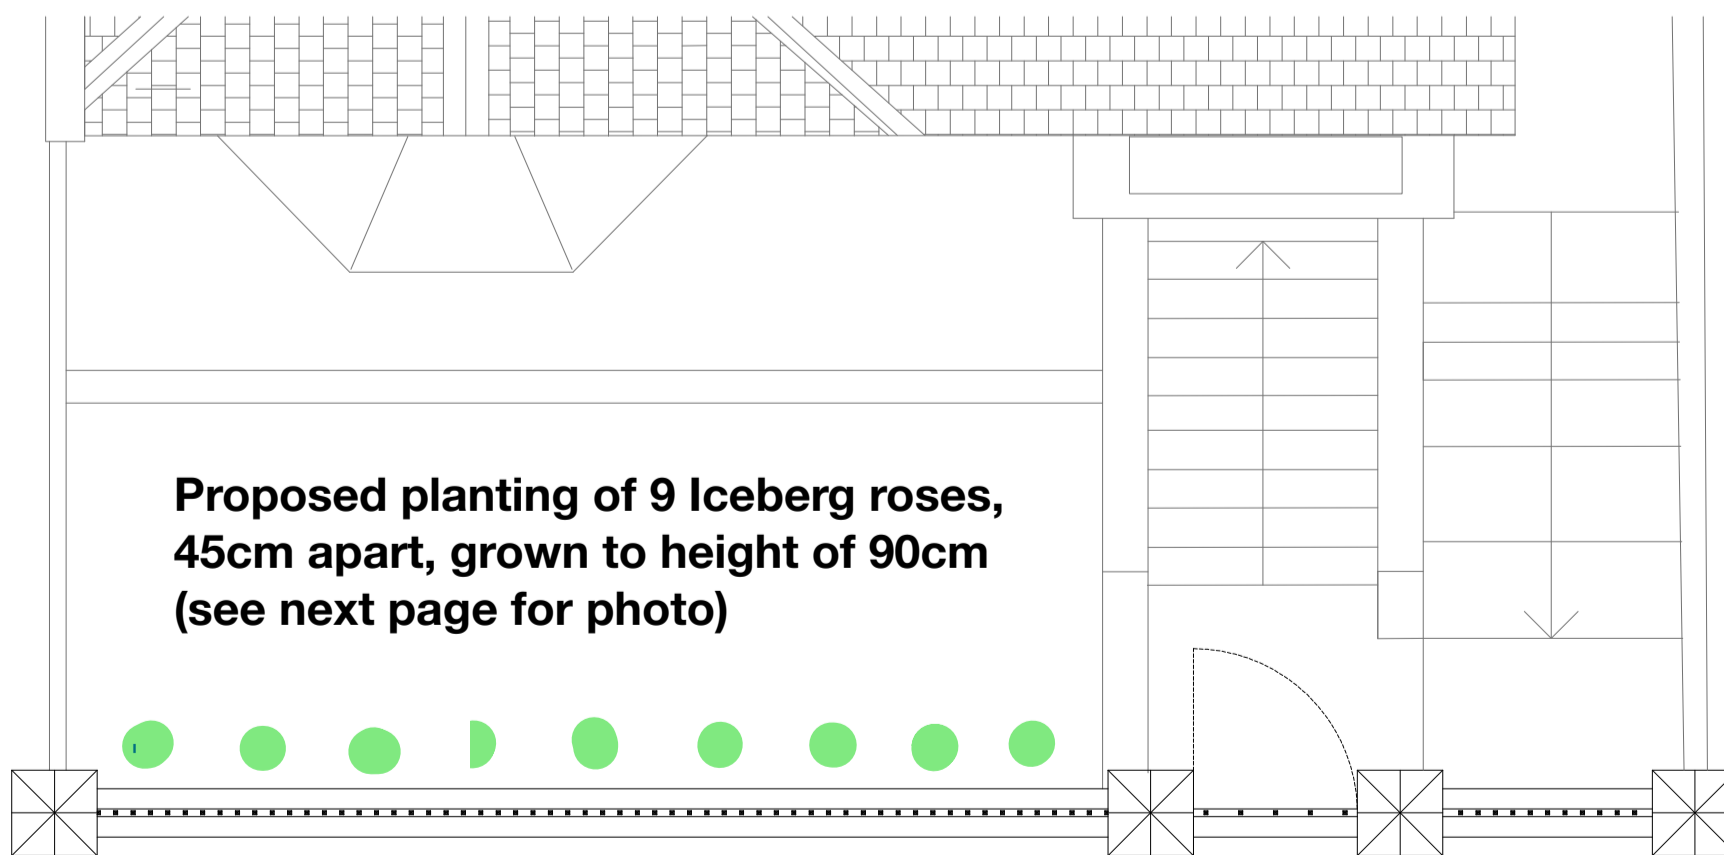 Proposed planting of 9 Iceberg roses,
45cm apart, grown to height of 90cm
(see next page for photo)